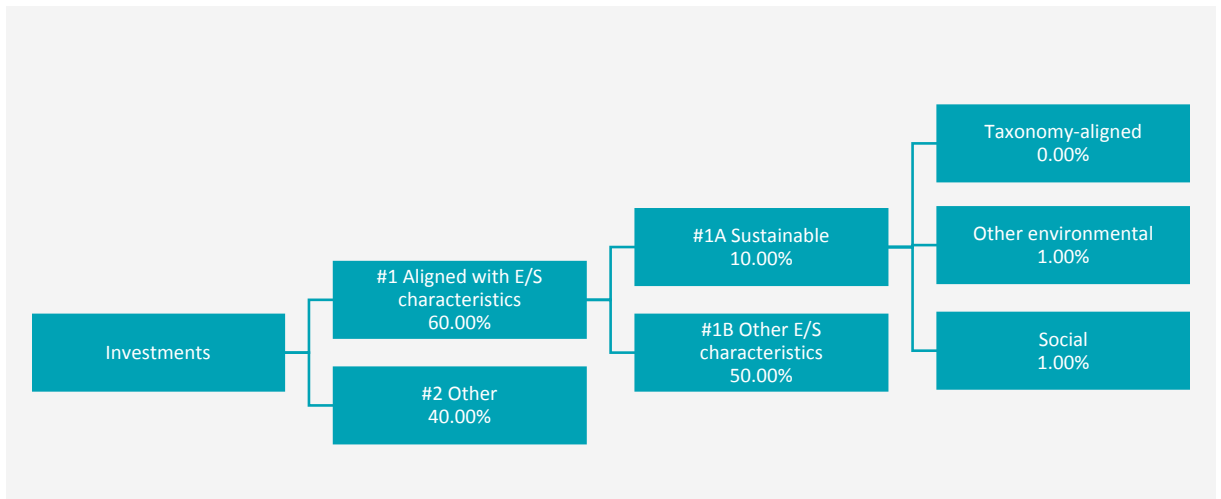 Investments
#1 Aligned with E/S
characteristics
60.00%
#2 Other
40.00%
#1A Sustainable
10.00%
#1B Other E/S
characteristics
50.00%
Taxonomy-aligned
0.00%
Other environmental
1.00%
Social
1.00%